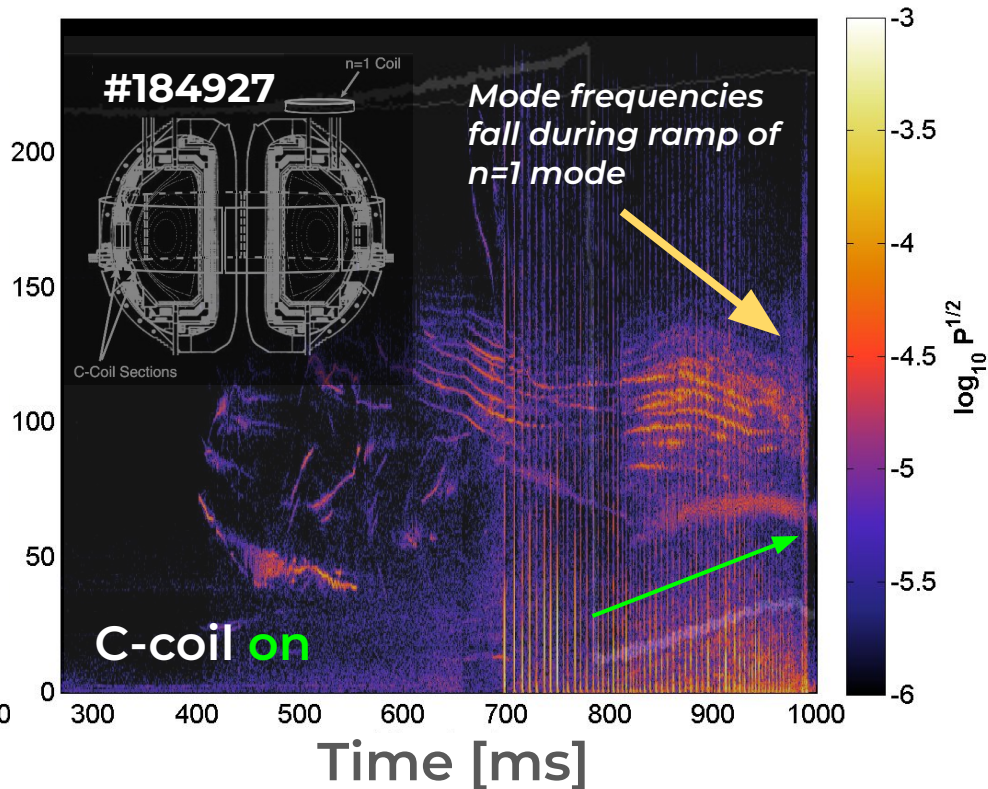 #184927
n=1 Coil
C-Coil Sections
Mode frequencies
fall during ramp of
n=1 mode
C-coil on
200
150
100
50
0
0
300
400
500
600
700
800
900
1000
Time [ms]
-3
-3.5
-4
-4.5
-5
-5.5
-6
log10 P1/2